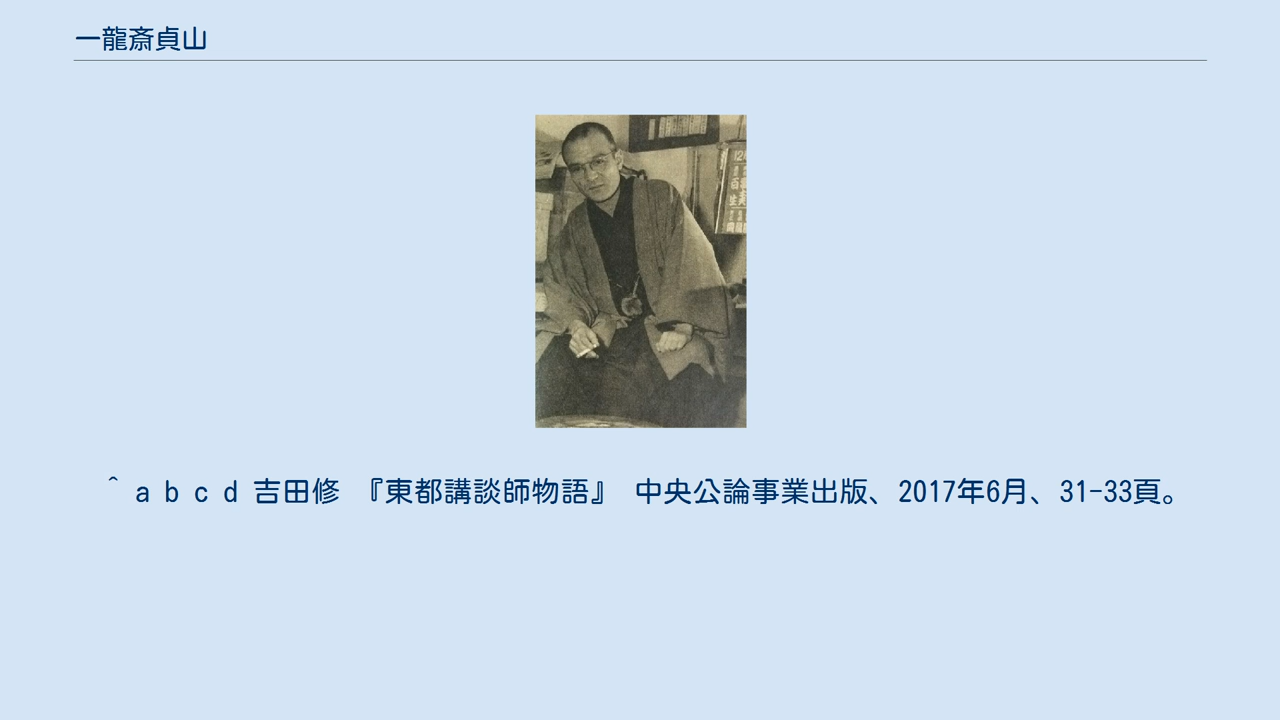 一龍斎貞山
^ a b c d 吉田修 『東都講談師物語』 中央公論事業出版、2017年6月、31-33頁。